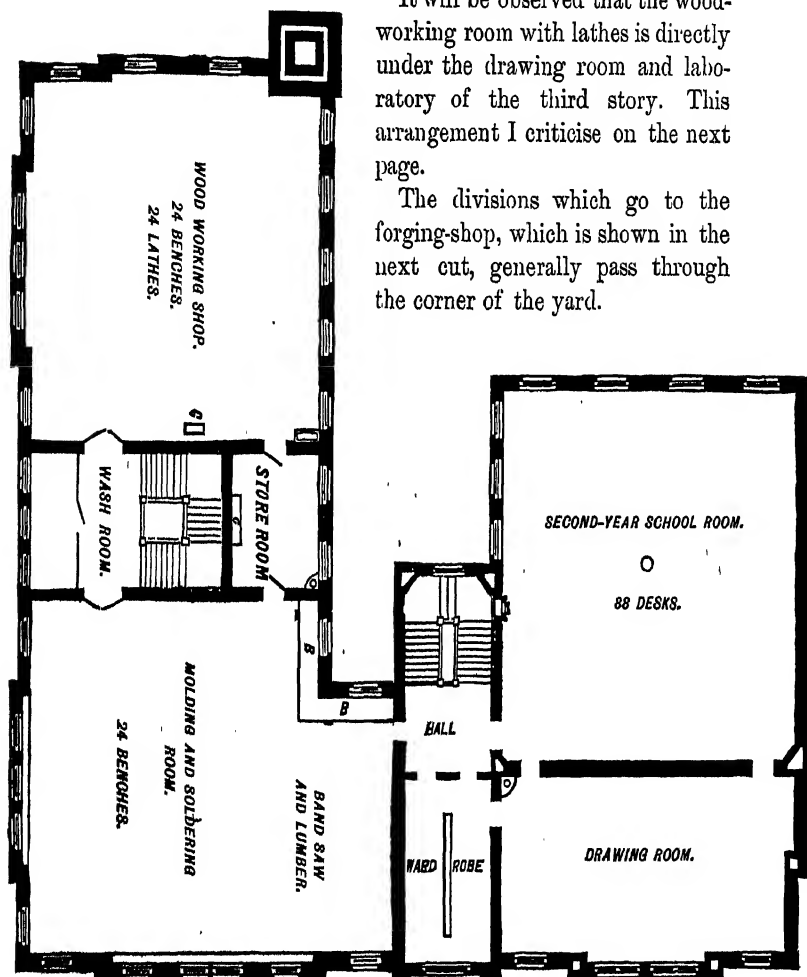 It will be observed that the wood-
working room with lathes is directly
under the drawing room and labo-
ratory of the third story. This
arrangement I criticise on the next
page.
The divisions which go to the
forging-shop, which is shown in the
next cut, generally pass through
the corner of the yard.
WOOD WORKING SHOP.
24 BENCHES.
24 LATHES.
G
WASH ROOM.
STORE ROOM
C
B
B
MOLDING AND SOLDERING
ROOM.
24 BENCHES.
BAND SAW
AND LUMBER.
HALL
WARD ROBE
SECOND-YEAR SCHOOL ROOM.
88 DESKS.
DRAWING ROOM.